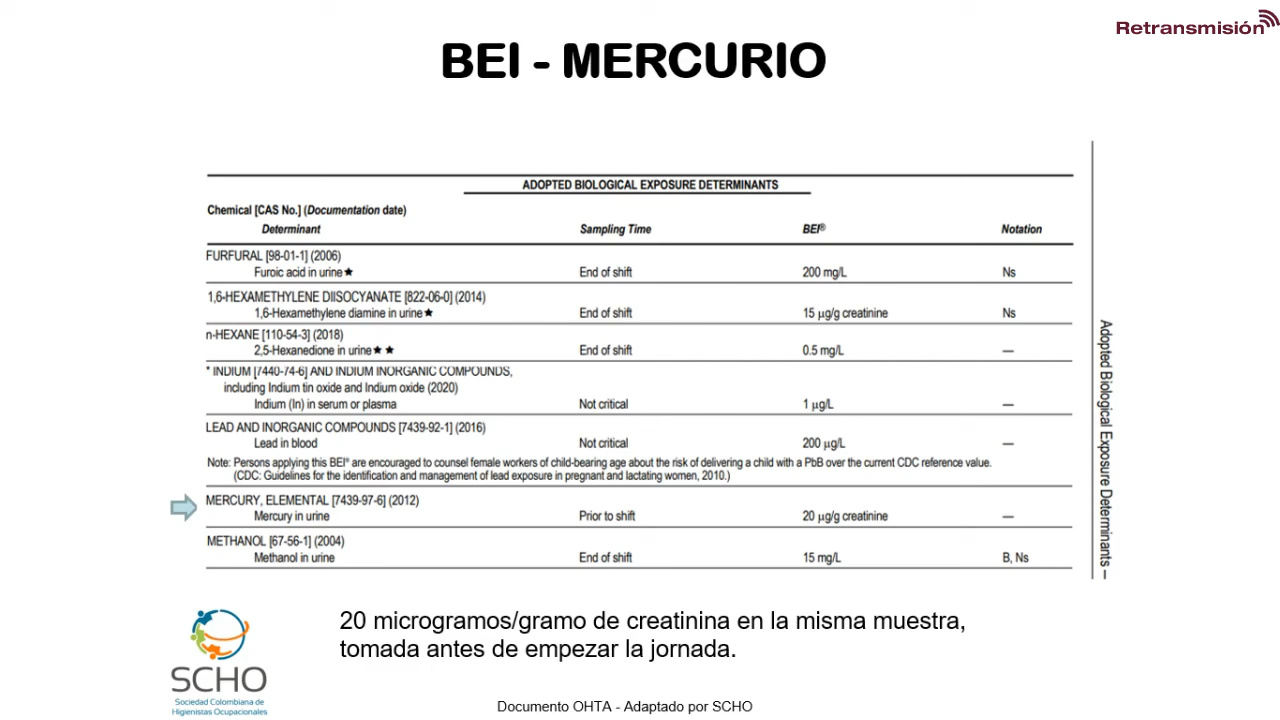 Retransmisión
BEI - MERCURIO
ADOPTED BIOLOGICAL EXPOSURE DETERMINANTS
Chemical [CAS No.] (Documentation date)
Determinant Sampling Time BEI® Notation
FURFURAL [98-01-1] (2006)
Furoic acid in urine★ End of shift 200 mg/L Ns
1,6-HEXAMETHYLENE DIISOCYANATE [822-06-0] (2014)
1,6-Hexamethylene diamine in urine★ End of shift 15 µg/g creatinine Ns
n-HEXANE [110-54-3] (2018)
2,5-Hexanedione in urine★★ End of shift 0.5 mg/L —
* INDIUM [7440-74-6] AND INDIUM INORGANIC COMPOUNDS,
including Indium tin oxide and Indium oxide (2020)
Indium (In) in serum or plasma Not critical 1 µg/L —
LEAD AND INORGANIC COMPOUNDS [7439-92-1] (2016)
Lead in blood Not critical 200 µg/L —
Note: Persons applying this BEI® are encouraged to counsel female workers of child-bearing age about the risk of delivering a child with a PbB over the current CDC reference value.
(CDC: Guidelines for the identification and management of lead exposure in pregnant and lactating women, 2010.)
MERCURY, ELEMENTAL [7439-97-6] (2012)
Mercury in urine Prior to shift 20 µg/g creatinine —
METHANOL [67-56-1] (2004)
Methanol in urine End of shift 15 mg/L B, Ns
Adopted Biological Exposure Determinants –
20 microgramos/gramo de creatinina en la misma muestra,
tomada antes de empezar la jornada.
SCHO
Sociedad Colombiana de
Higienistas Ocupacionales
Documento OHTA - Adaptado por SCHO